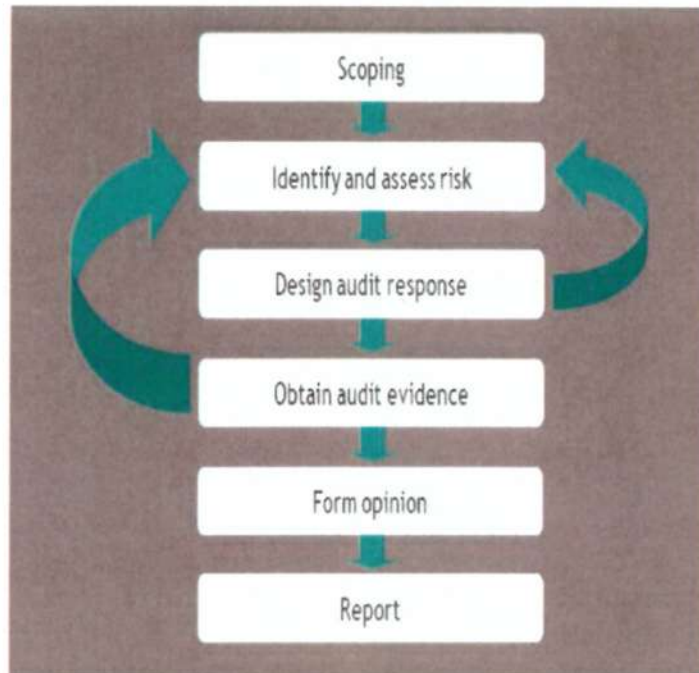 Scoping
Identify and assess risk
Design audit response
Obtain audit evidence
Form opinion
Report